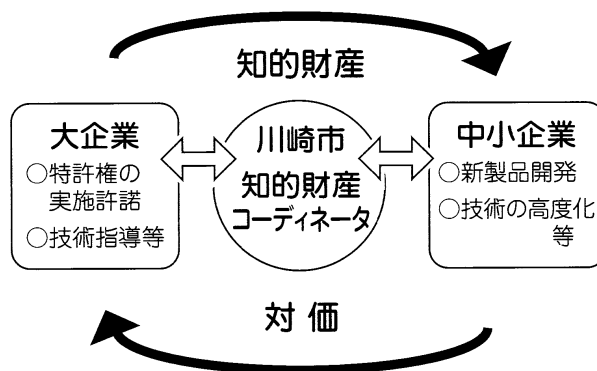 知的財産
大企業
○特許権の
実施許諾
○技術指導等
川崎市
知的財産
コーディネータ
中小企業
○新製品開発
○技術の高度化
等
対価